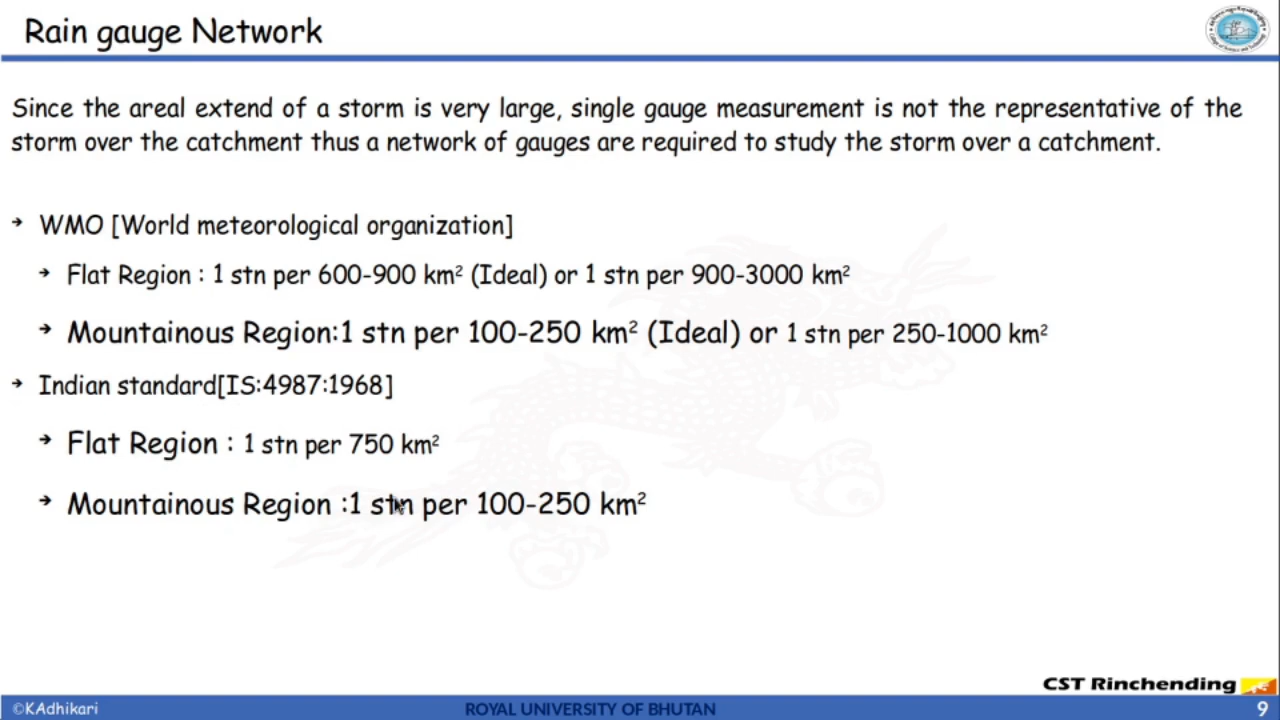 Rain gauge Network
Since the areal extend of a storm is very large, single gauge measurement is not the representative of the
storm over the catchment thus a network of gauges are required to study the storm over a catchment.
➔ WMO [World meteorological organization]
➔ Flat Region : 1 stn per 600-900 km² (Ideal) or 1 stn per 900-3000 km²
➔ Mountainous Region:1 stn per 100-250 km² (Ideal) or 1 stn per 250-1000 km²
➔ Indian standard[IS:4987:1968]
➔ Flat Region : 1 stn per 750 km²
➔ Mountainous Region :1 stn per 100-250 km²
CST Rinchending
©KAdhikari ROYAL UNIVERSITY OF BHUTAN 9